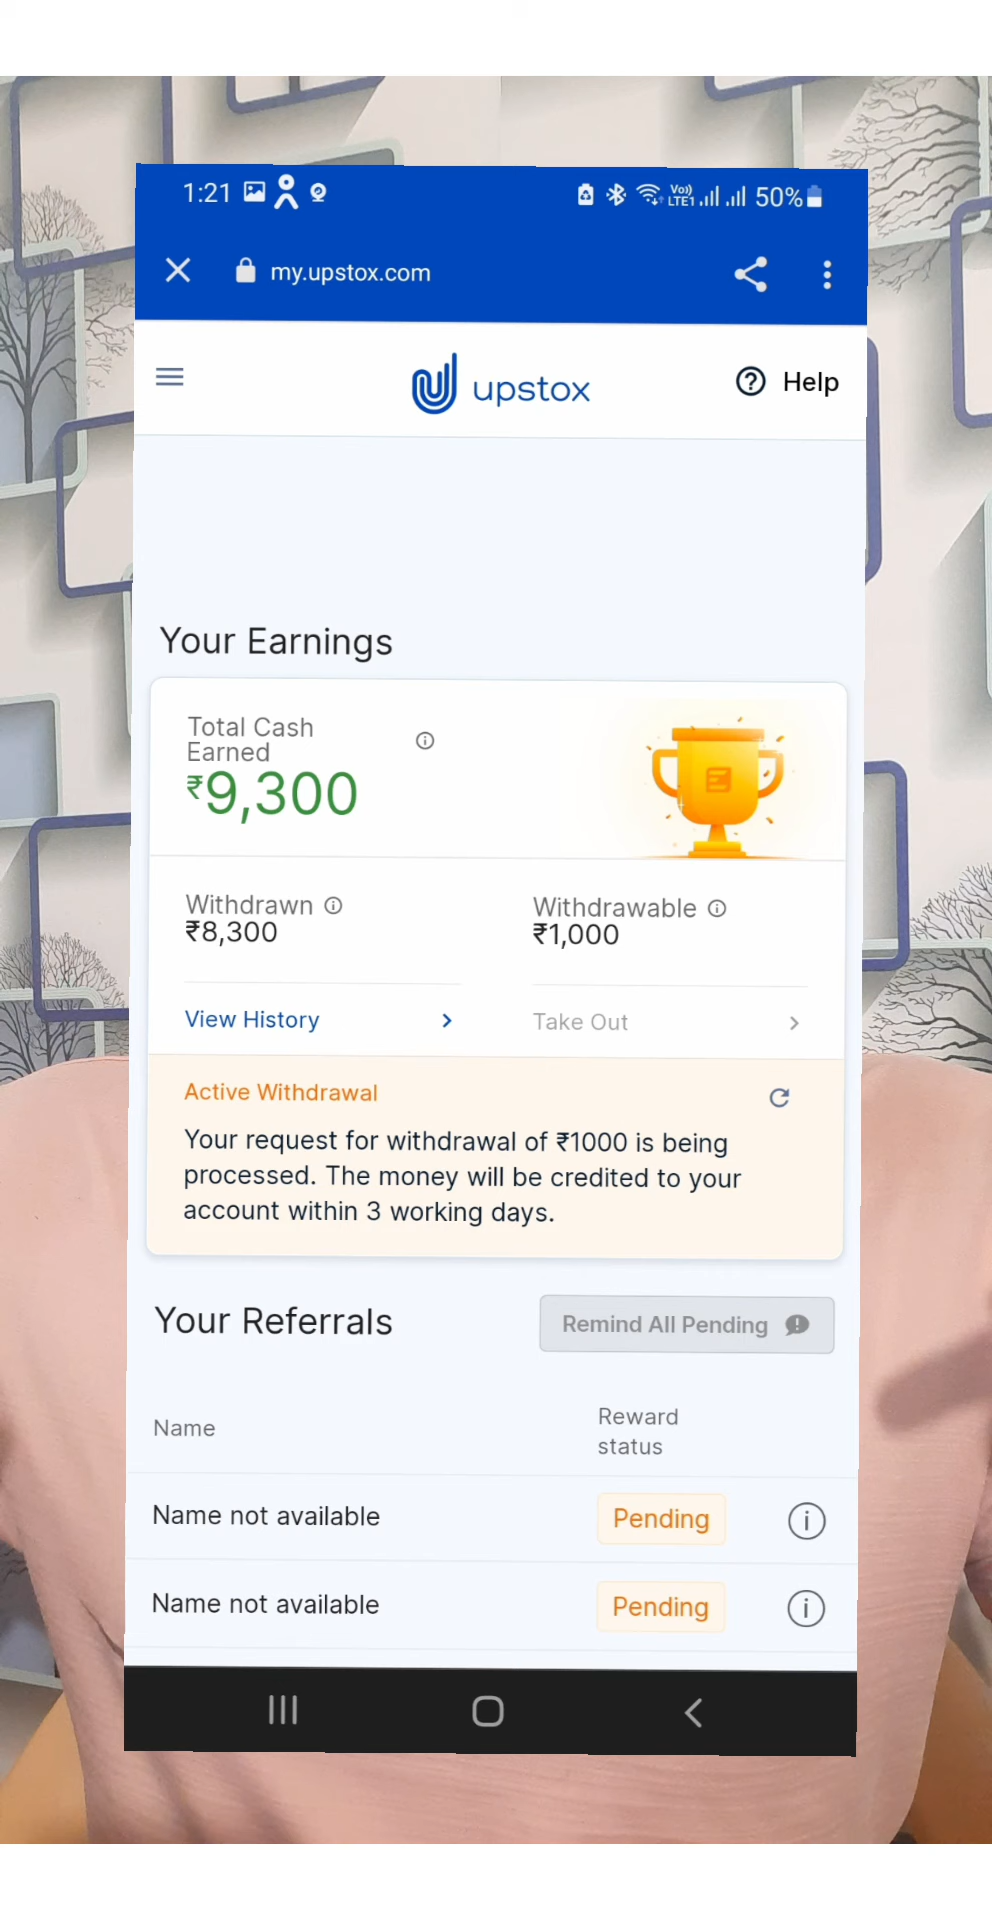 1:21 Vo) LTE1 50%
my.upstox.com
upstox Help
Your Earnings
Total Cash
Earned
₹9,300
Withdrawn Withdrawable
₹8,300 ₹1,000
View History Take Out
Active Withdrawal
Your request for withdrawal of ₹1000 is being
processed. The money will be credited to your
account within 3 working days.
Your Referrals Remind All Pending
Name Reward
status
Name not available Pending
Name not available Pending